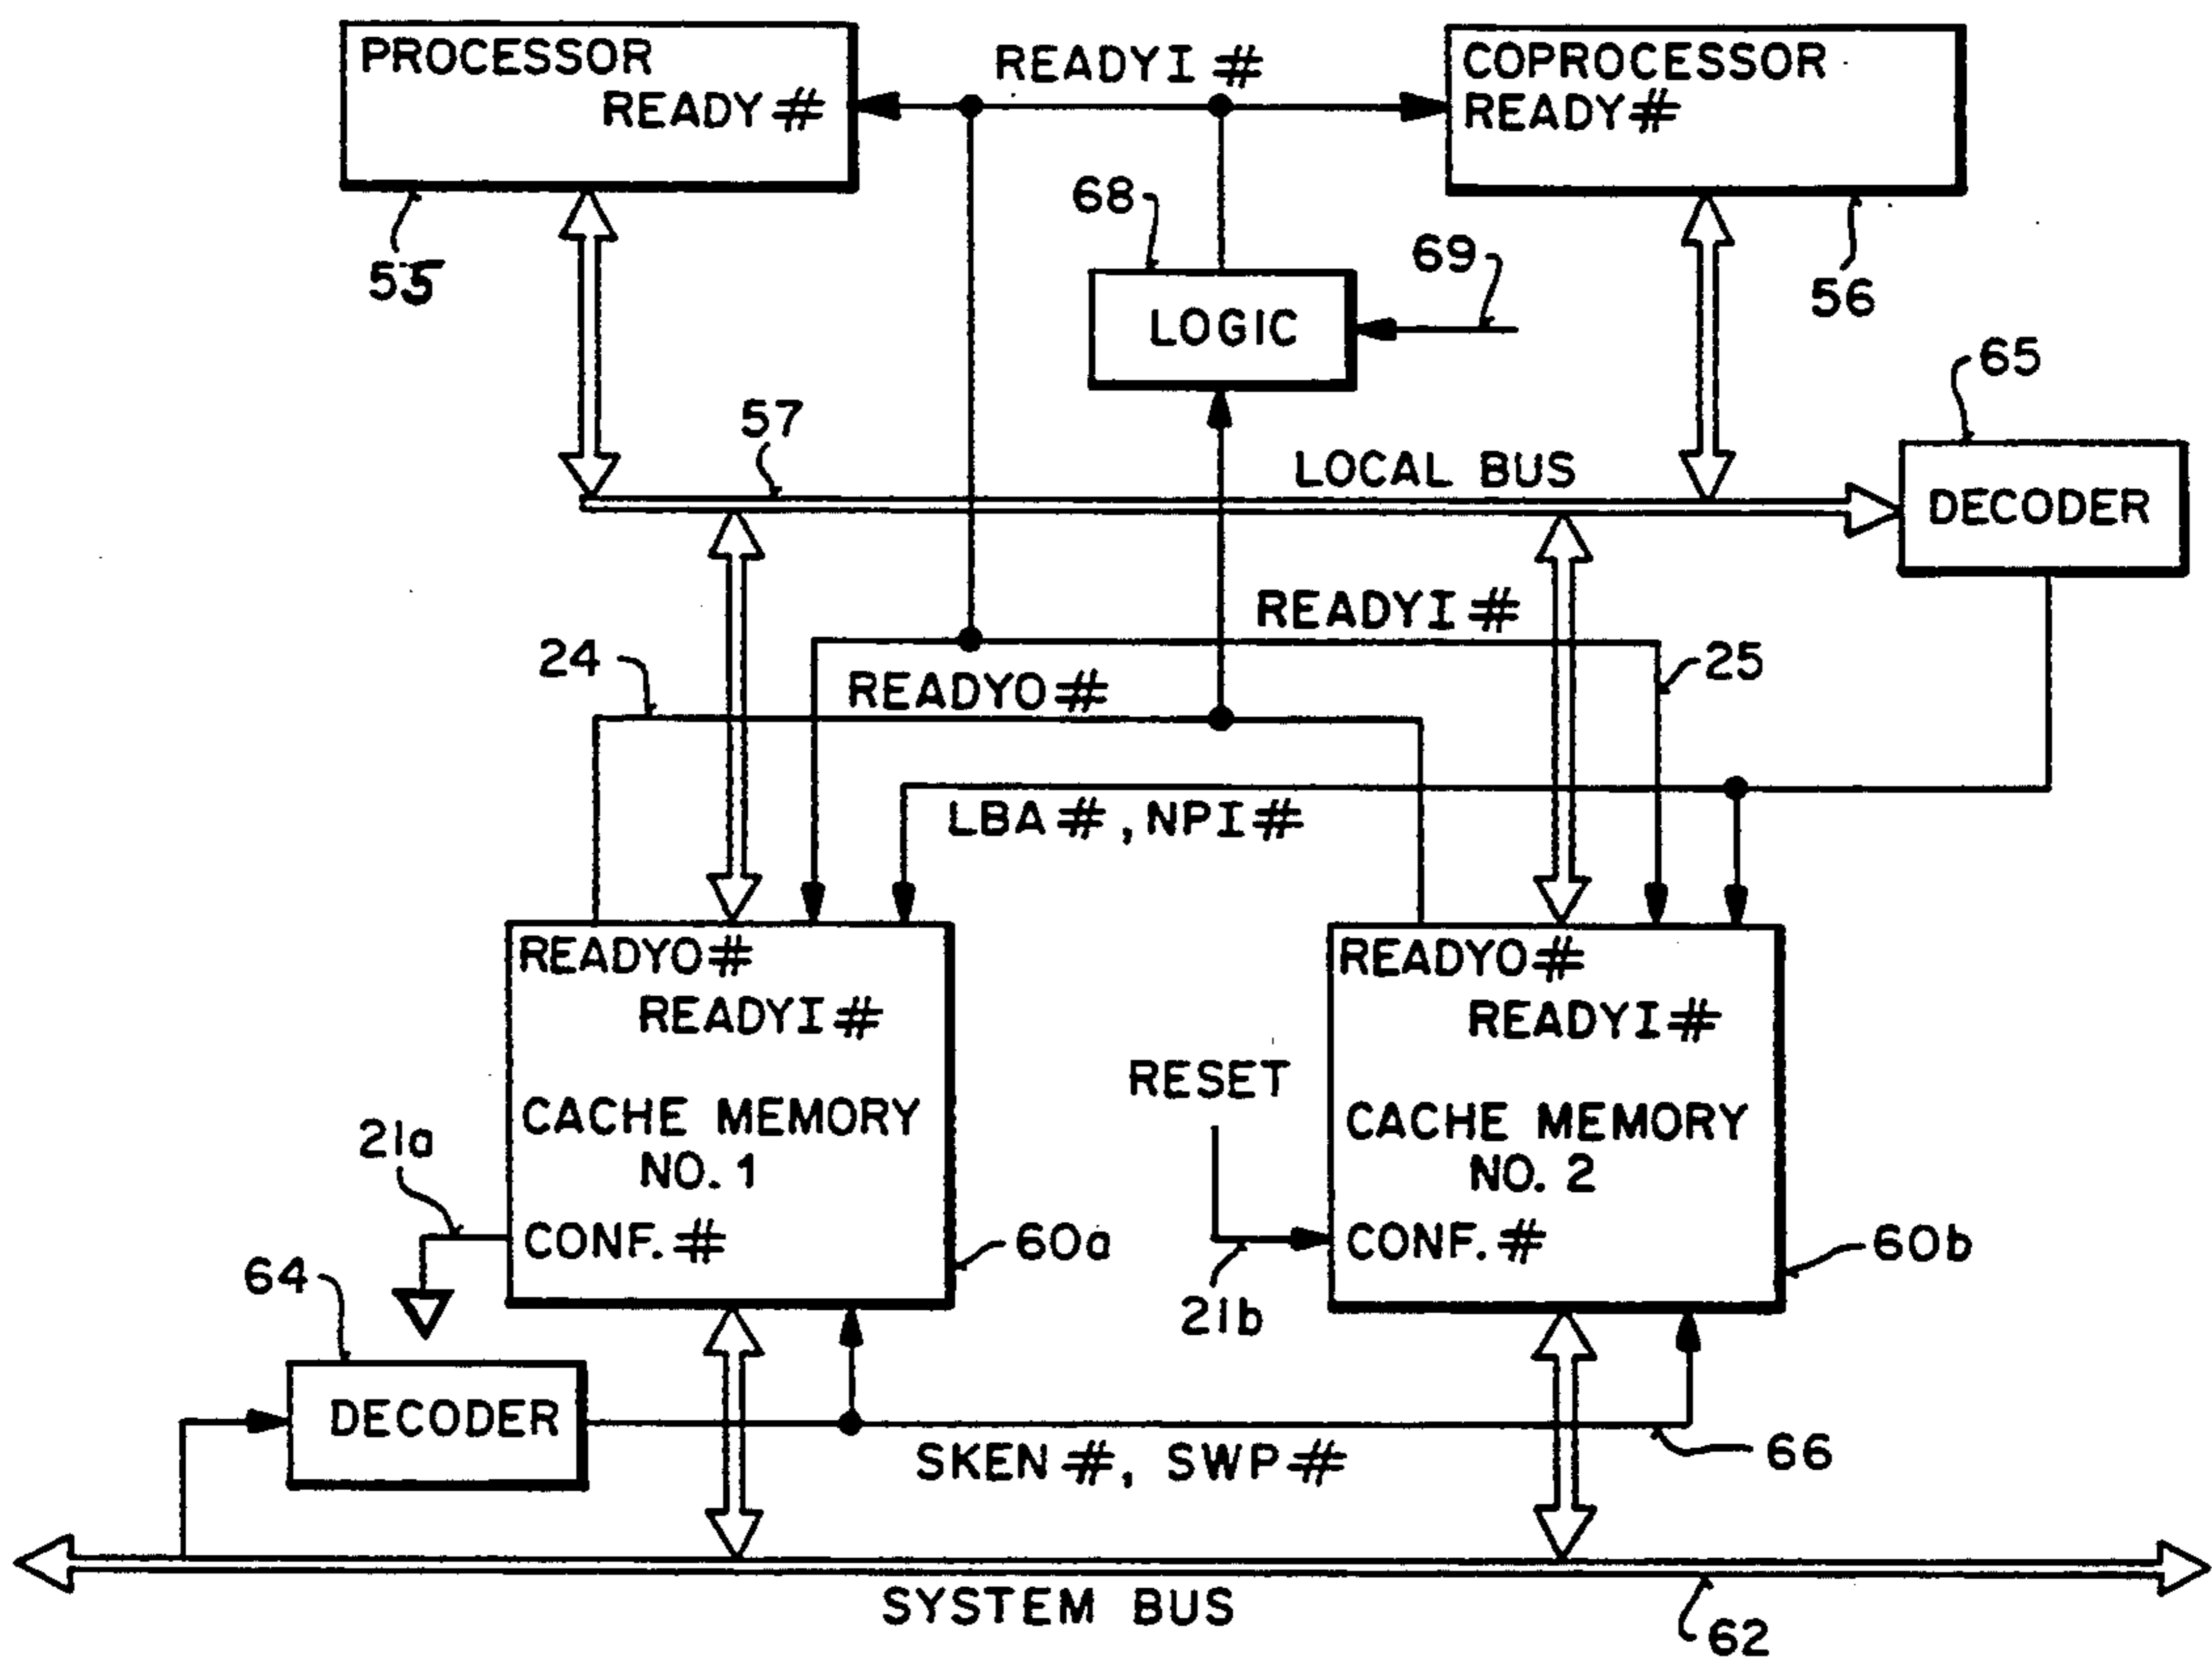 PROCESSOR
READY #
READYI #
COPROCESSOR
READY #
55
68
69
56
LOGIC
65
57
LOCAL BUS
DECODER
READYI #
24
25
READYO #
LBA #, NPI #
READYO #
READYI #
CACHE MEMORY
NO. 1
CONF. #
READYO #
READYI #
CACHE MEMORY
NO. 2
CONF. #
RESET
21a
21b
60a
60b
64
DECODER
SKEN #, SWP #
66
SYSTEM BUS
62